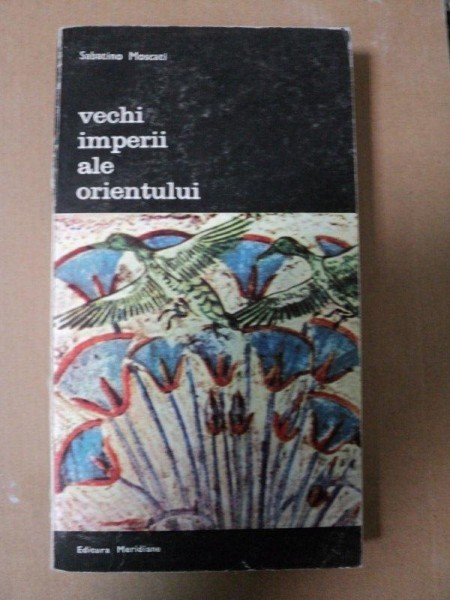 Sabatino Moscati
vechi
imperii
ale
orientului
Editura Meridiane